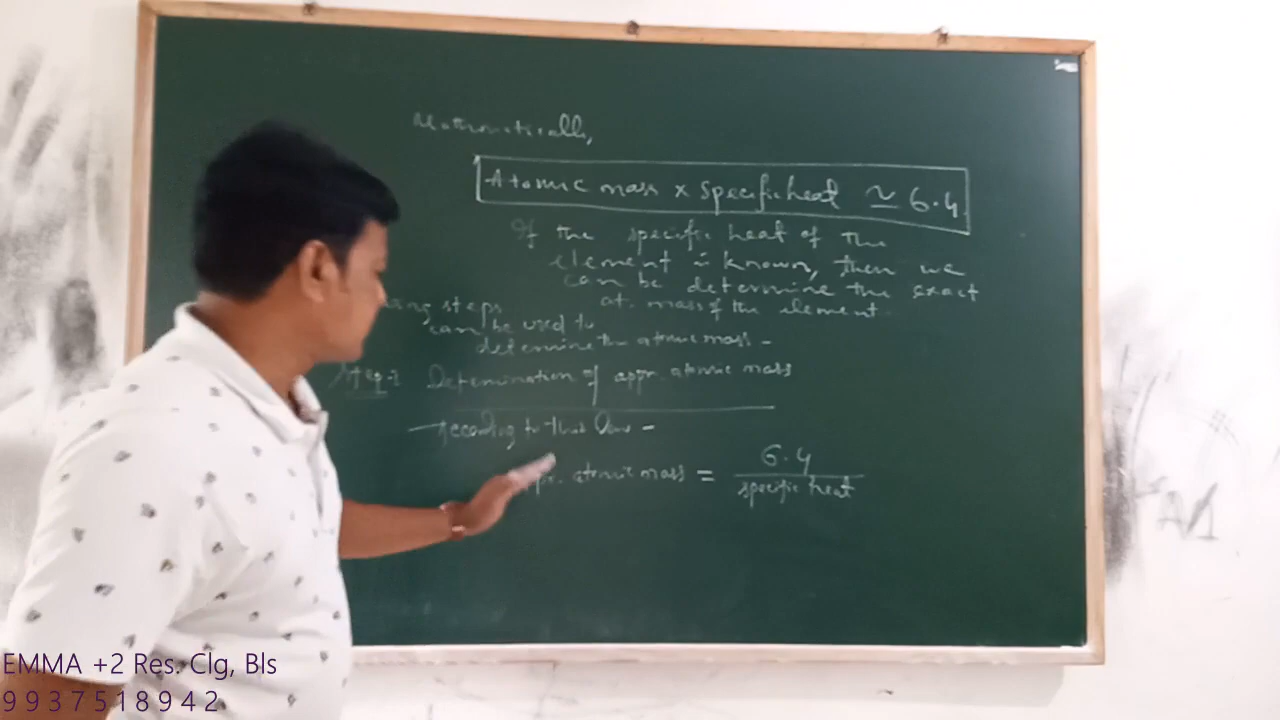 Mathematically,
Atomic mass x specific heat ≃ 6.4
If the specific heat of the
element is known, then we
can be determine the exact
at. mass of the element.
steps
can be used to
determine the atomic mass -
Step-1 Determination of appr. atomic mass
According to this law -
atomic mass = 6.4
specific heat
EMMA +2 Res. Clg, Bls
9937518942